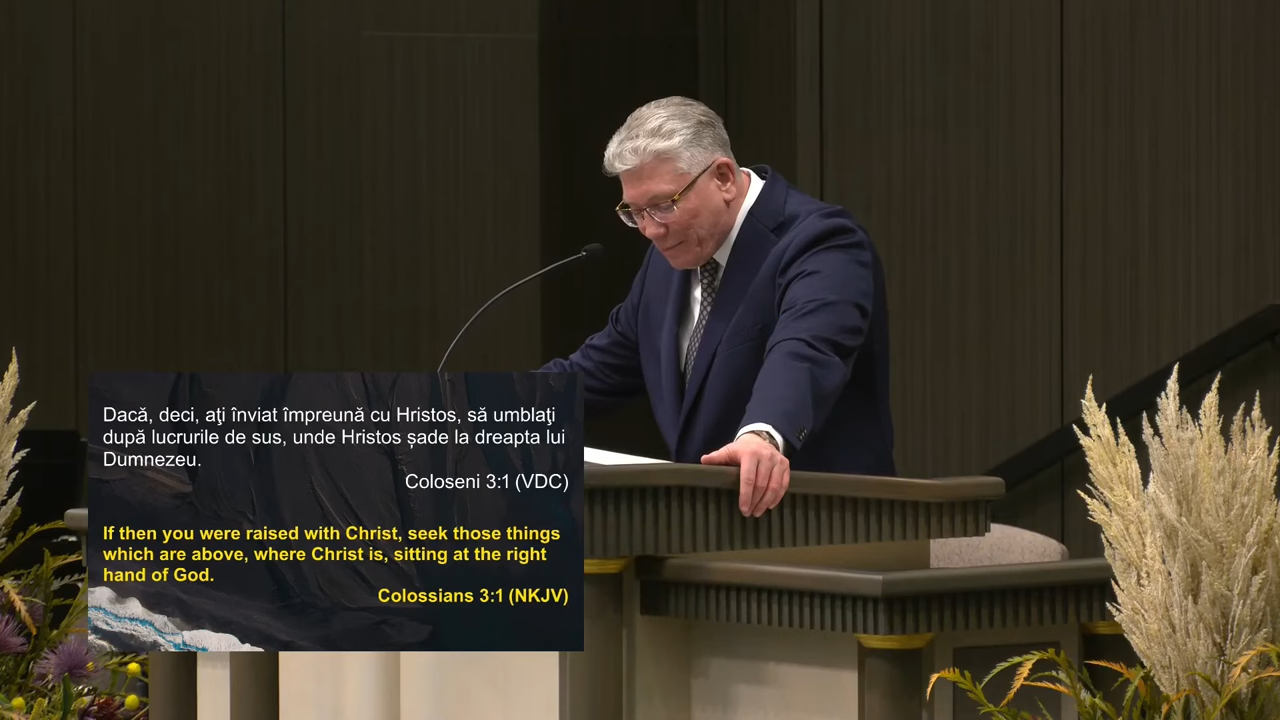 Dacă, deci, aţi înviat împreună cu Hristos, să umblaţi
după lucrurile de sus, unde Hristos șade la dreapta lui
Dumnezeu.
Coloseni 3:1 (VDC)
If then you were raised with Christ, seek those things
which are above, where Christ is, sitting at the right
hand of God.
Colossians 3:1 (NKJV)